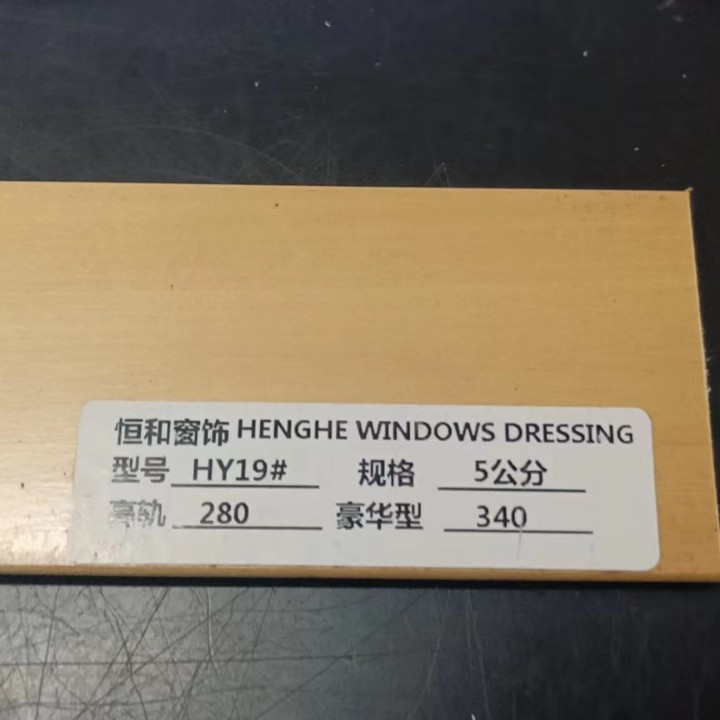 恒和窗饰 HENGHE WINDOWS DRESSING
型号 HY19# 规格 5公分
高轨 280 豪华型 340